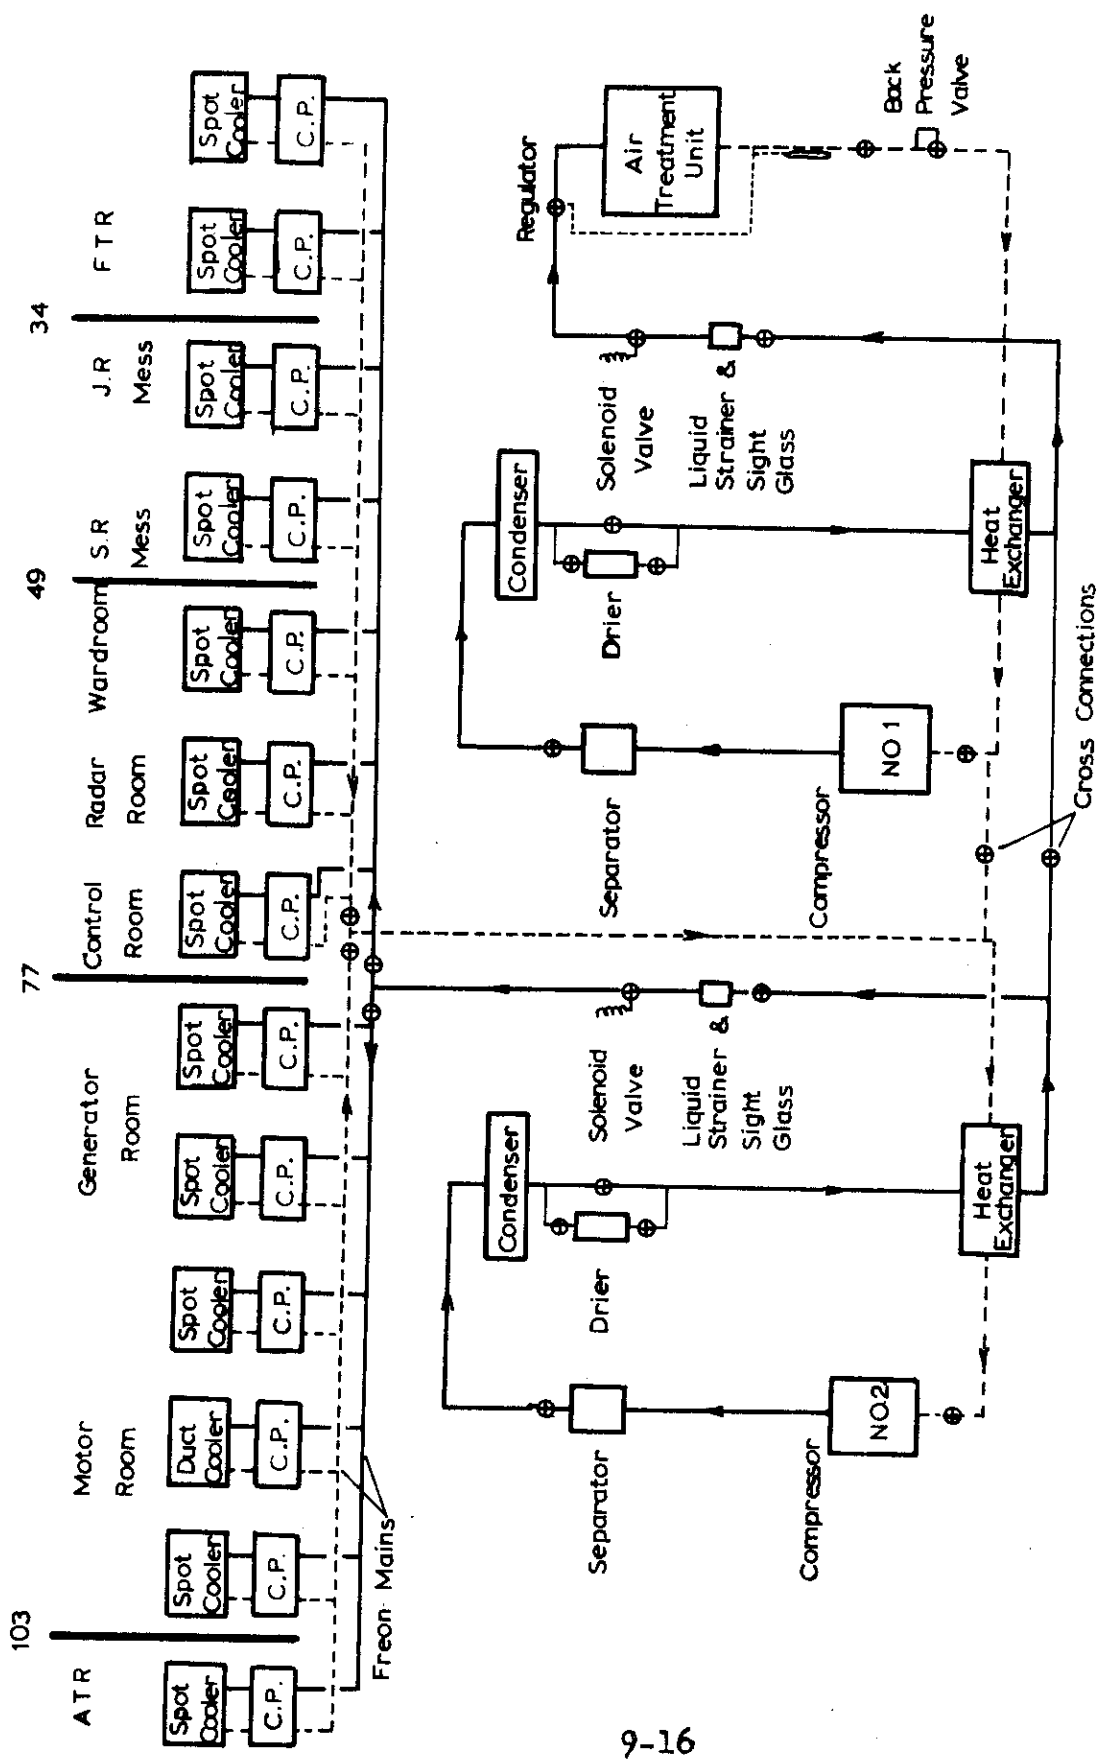 103
77
49
34
ATR
Motor
Room
Generator
Room
Control
Room
Radar
Room
Wardroom
S.R
Mess
J.R
Mess
FTR
Spot
Cooler
Spot
Cooler
Duct
Cooler
Spot
Cooler
Spot
Cooler
Spot
Cooler
Spot
Cooler
Spot
Cooler
Spot
Cooler
Spot
Cooler
Spot
Cooler
Spot
Cooler
Spot
Cooler
C.P.
C.P.
C.P.
C.P.
C.P.
C.P.
C.P.
C.P.
C.P.
C.P.
C.P.
C.P.
C.P.
Freon Mains
Separator
Condenser
Drier
Solenoid
Valve
Liquid
Strainer &
Sight
Glass
Compressor
NO.2
Heat
Exchanger
Separator
Condenser
Drier
Solenoid
Valve
Liquid
Strainer &
Sight
Glass
Compressor
NO 1
Heat
Exchanger
Cross Connections
Regulator
Air
Treatment
Unit
Back
Pressure
Valve
9-16